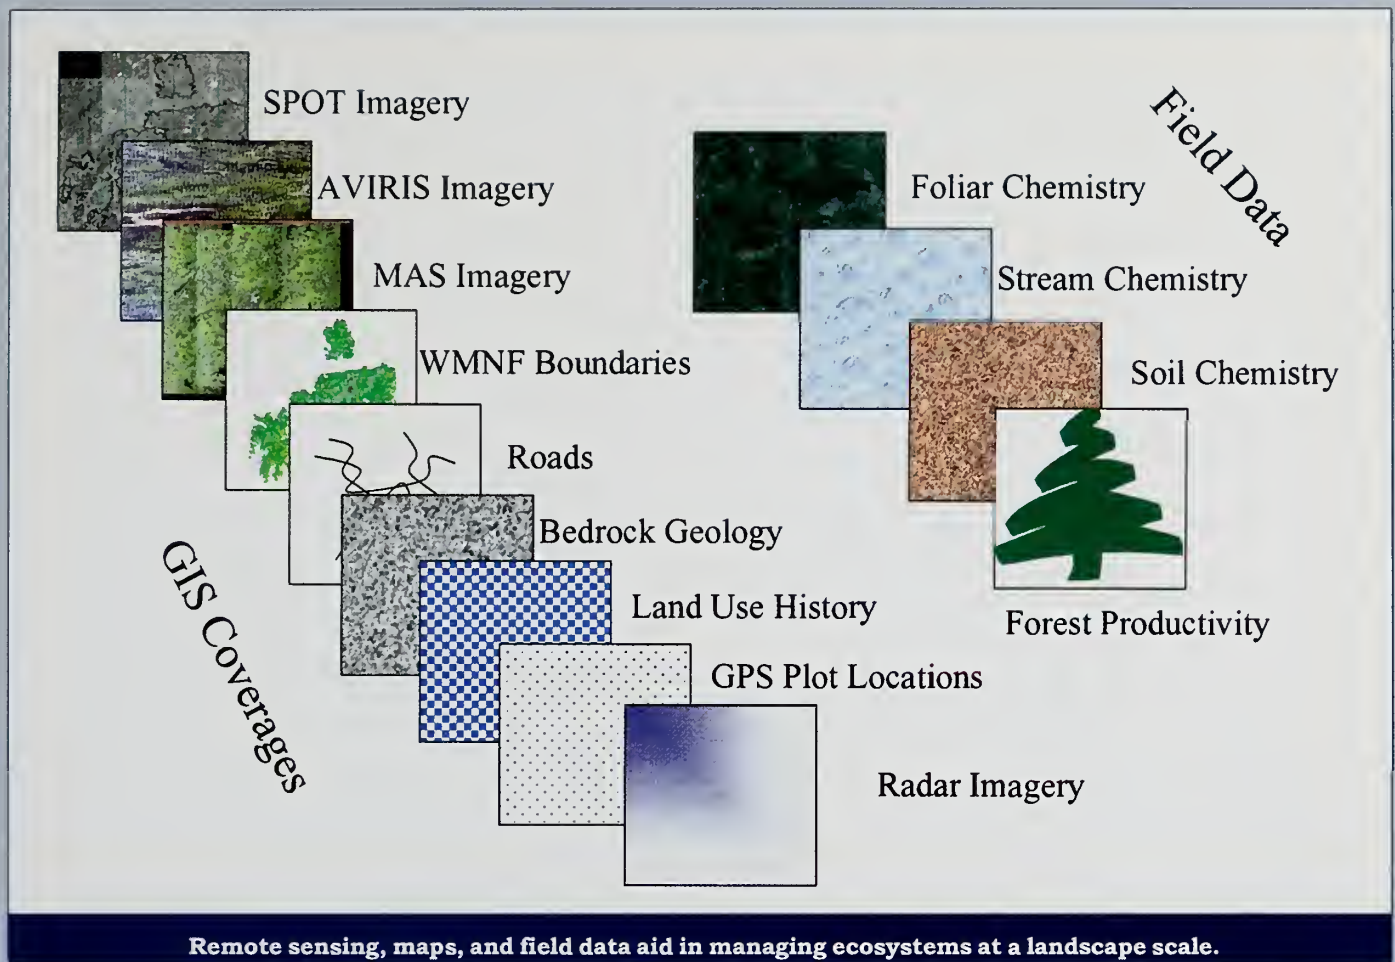 SPOT Imagery
AVIRIS Imagery
MAS Imagery
WMNF Boundaries
Roads
Bedrock Geology
Land Use History
GPS Plot Locations
Radar Imagery
GIS Coverages
Field Data
Foliar Chemistry
Stream Chemistry
Soil Chemistry
Forest Productivity
Remote sensing, maps, and field data aid in managing ecosystems at a landscape scale.